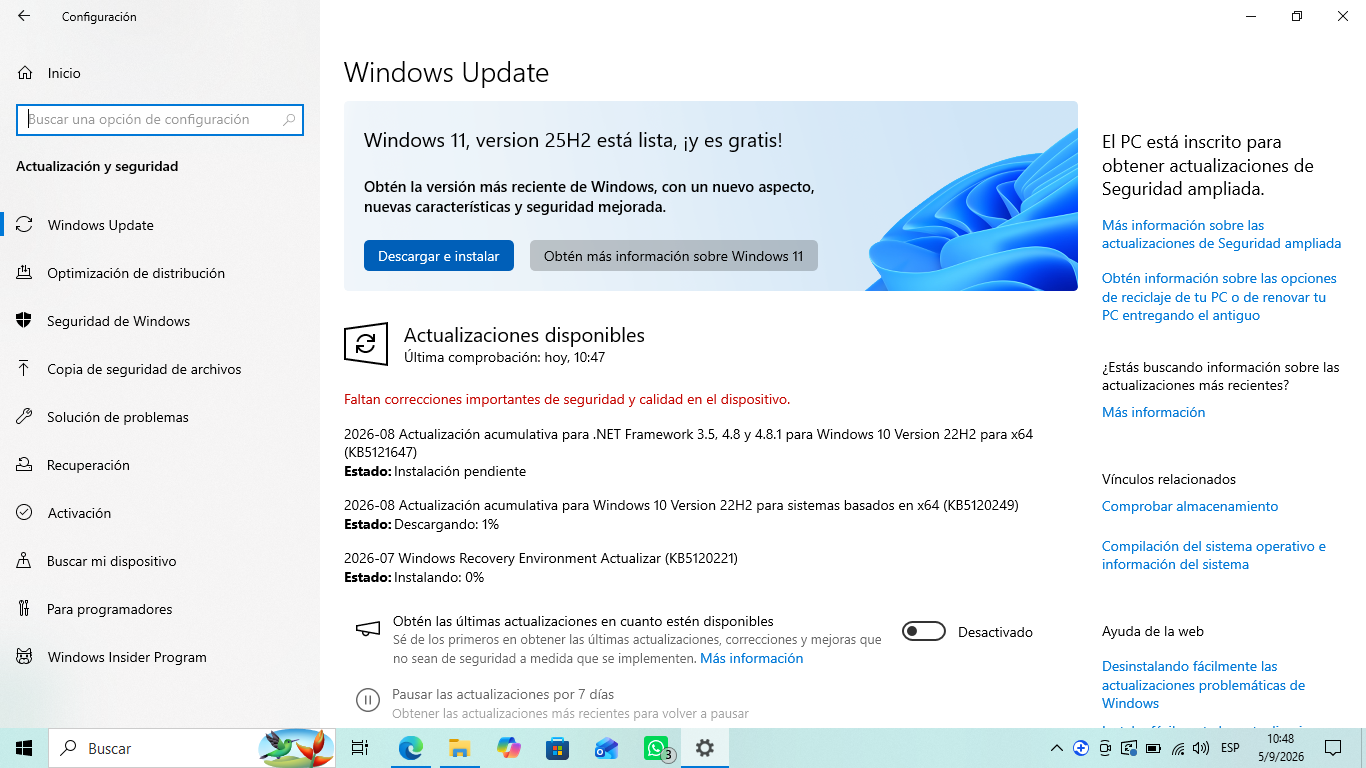 Configuración
Inicio
Buscar una opción de configuración
Actualización y seguridad
Windows Update
Optimización de distribución
Seguridad de Windows
Copia de seguridad de archivos
Solución de problemas
Recuperación
Activación
Buscar mi dispositivo
Para programadores
Windows Insider Program
Windows Update
Windows 11, version 25H2 está lista, ¡y es gratis!
Obtén la versión más reciente de Windows, con un nuevo aspecto,
nuevas características y seguridad mejorada.
Descargar e instalar
Obtén más información sobre Windows 11
Actualizaciones disponibles
Última comprobación: hoy, 10:47
Faltan correcciones importantes de seguridad y calidad en el dispositivo.
2026-08 Actualización acumulativa para .NET Framework 3.5, 4.8 y 4.8.1 para Windows 10 Version 22H2 para x64
(KB5121647)
Estado: Instalación pendiente
2026-08 Actualización acumulativa para Windows 10 Version 22H2 para sistemas basados en x64 (KB5120249)
Estado: Descargando: 1%
2026-07 Windows Recovery Environment Actualizar (KB5120221)
Estado: Instalando: 0%
Obtén las últimas actualizaciones en cuanto estén disponibles
Sé de los primeros en obtener las últimas actualizaciones, correcciones y mejoras que
no sean de seguridad a medida que se implementen. Más información
Desactivado
Pausar las actualizaciones por 7 días
Obtener las actualizaciones más recientes para volver a pausar
El PC está inscrito para
obtener actualizaciones de
Seguridad ampliada.
Más información sobre las
actualizaciones de Seguridad ampliada
Obtén información sobre las opciones
de reciclaje de tu PC o de renovar tu
PC entregando el antiguo
¿Estás buscando información sobre las
actualizaciones más recientes?
Más información
Vínculos relacionados
Comprobar almacenamiento
Compilación del sistema operativo e
información del sistema
Ayuda de la web
Desinstalando fácilmente las
actualizaciones problemáticas de
Windows
Buscar
3
ESP
10:48
5/9/2026